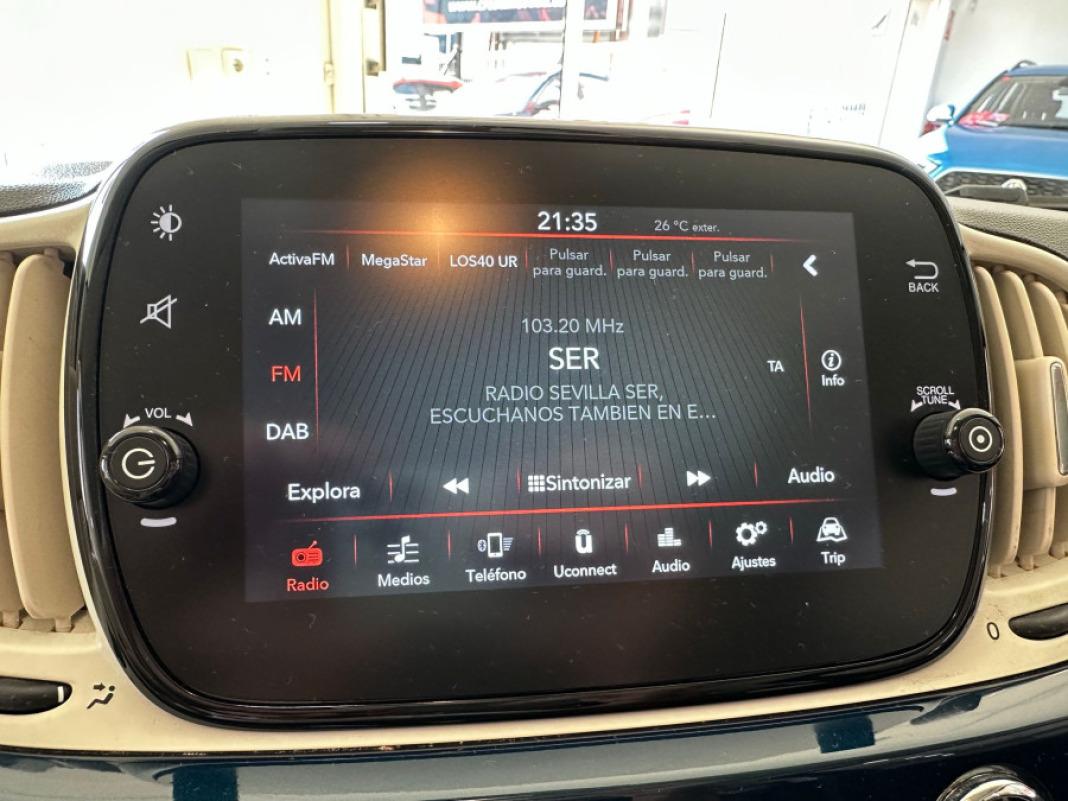 21:35
26 °C exter.
ActivaFM
MegaStar
LOS40 UR
Pulsar
para guard.
Pulsar
para guard.
Pulsar
para guard.
BACK
AM
103.20 MHz
SER
TA
Info
FM
RADIO SEVILLA SER,
ESCUCHANOS TAMBIEN EN E...
SCROLL
TUNE
VOL
DAB
Explora
Sintonizar
Audio
Radio
Medios
Teléfono
Uconnect
Audio
Ajustes
Trip
0